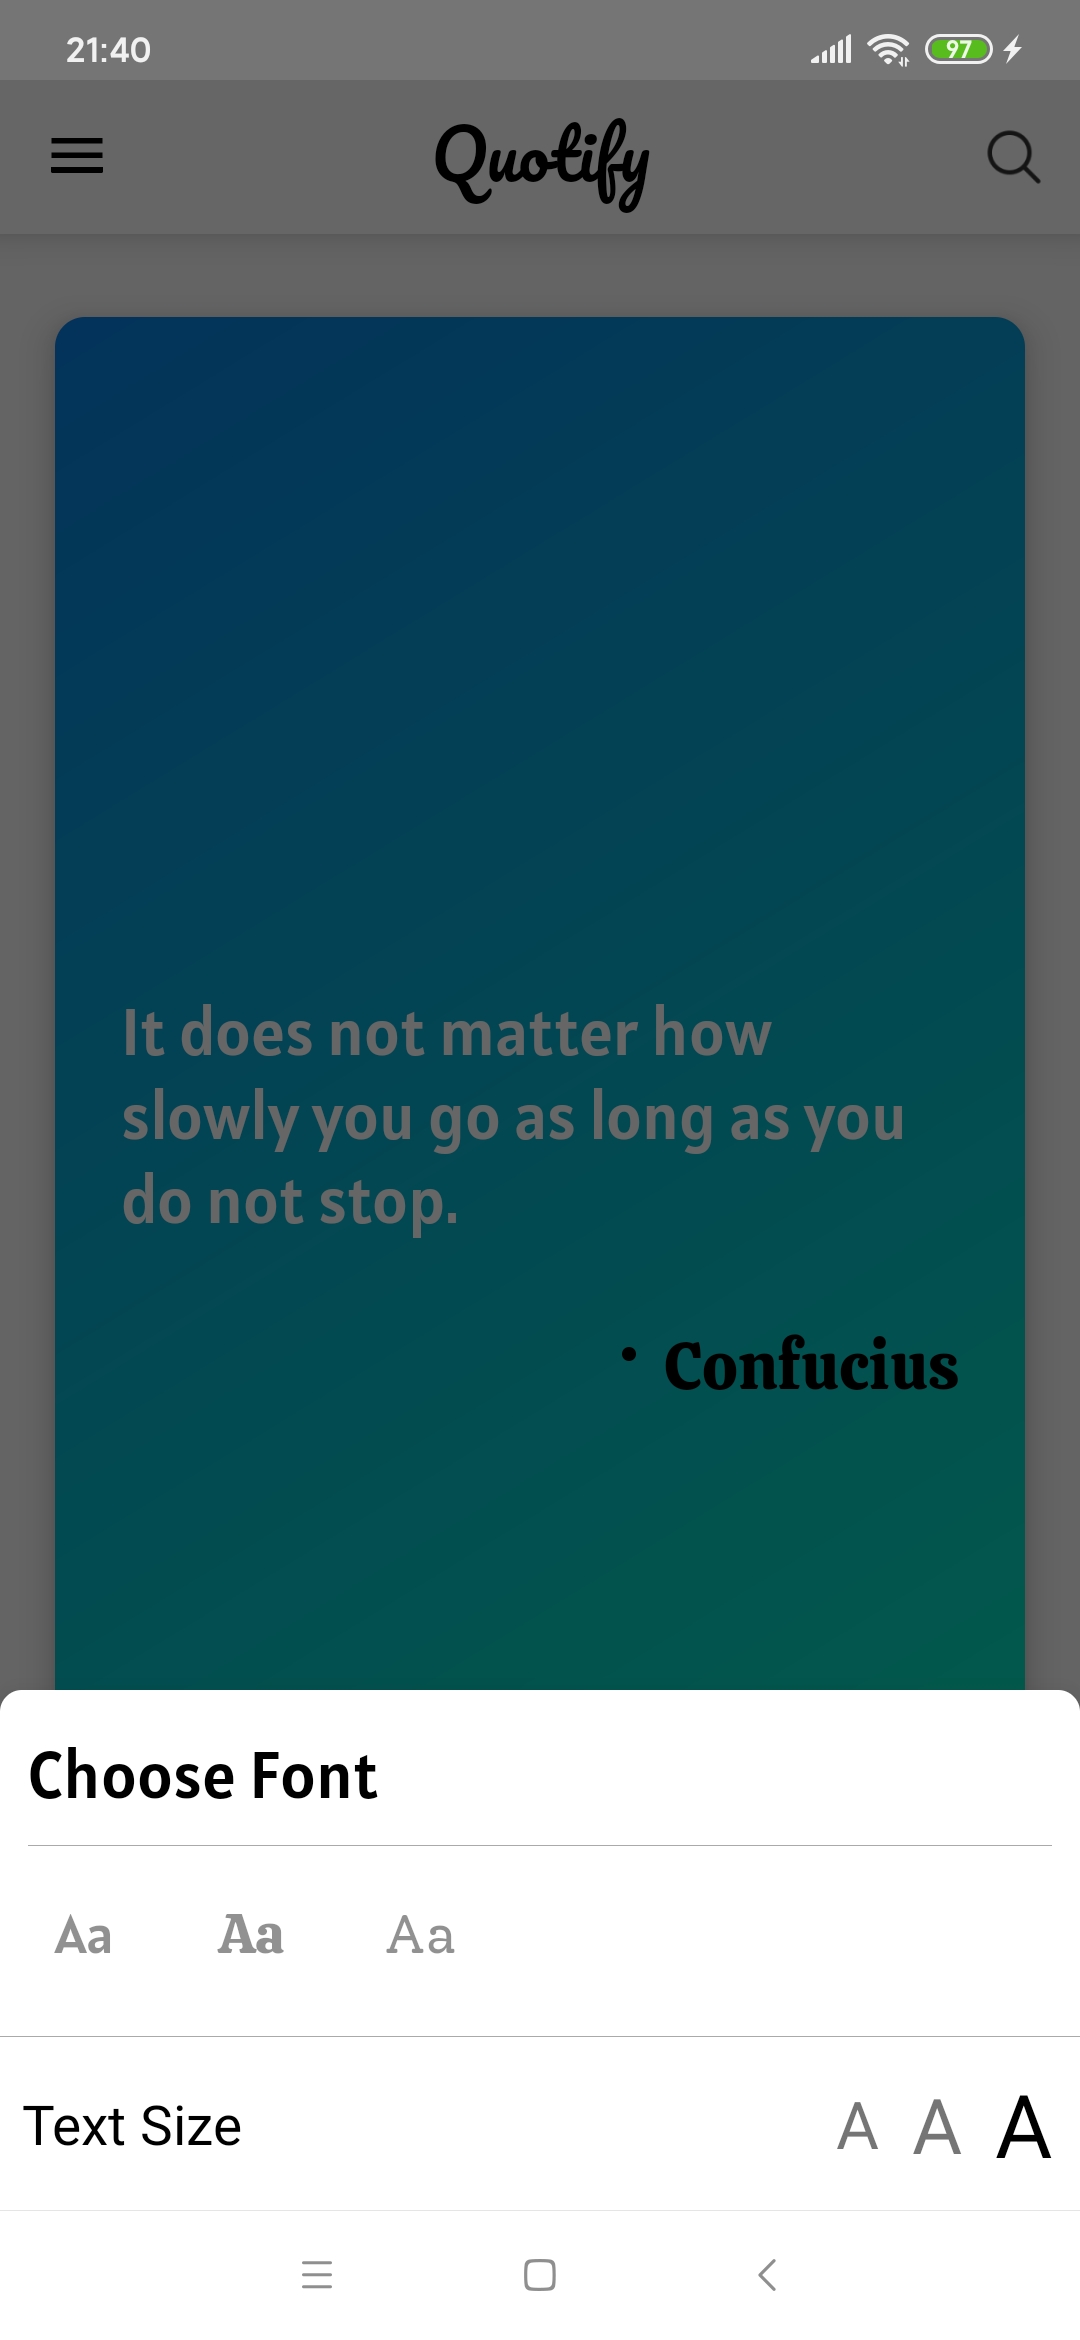 21:40
97
Quotify
It does not matter how
slowly you go as long as you
do not stop.
• Confucius
Choose Font
Aa Aa Aa
Text Size A A A